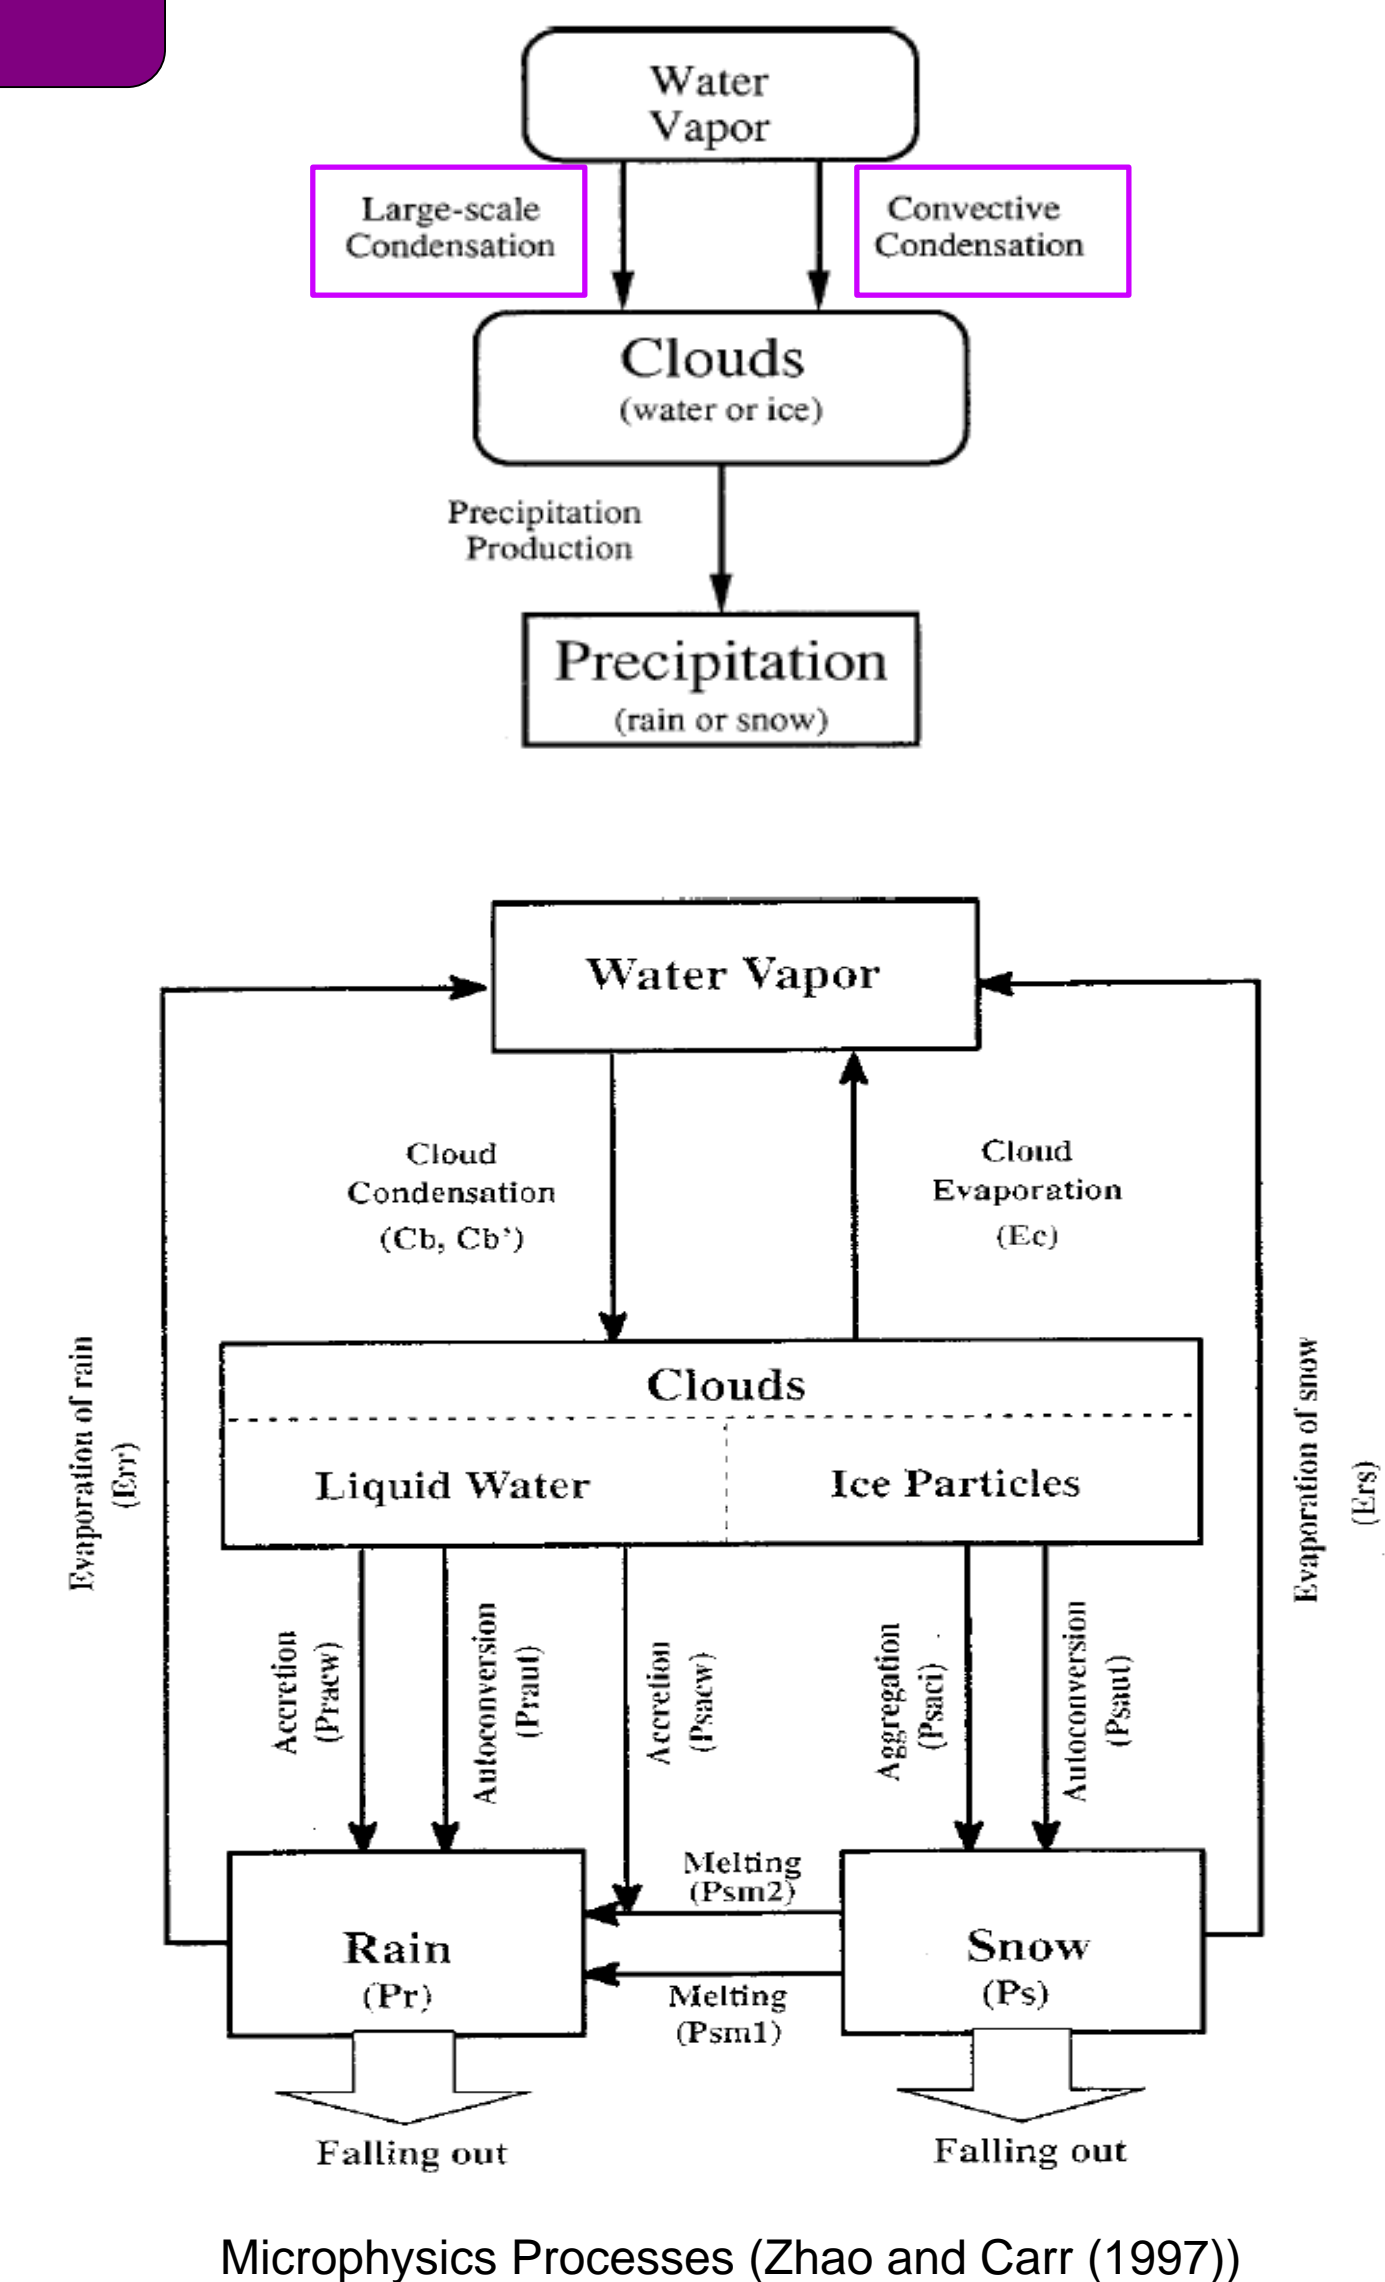 Water
Vapor
Large-scale
Condensation
Convective
Condensation
Clouds
(water or ice)
Precipitation
Production
Precipitation
(rain or snow)
Water Vapor
Cloud
Condensation
(Cb, Cb’)
Cloud
Evaporation
(Ec)
Evaporation of rain
(Err)
Evaporation of snow
(Ers)
Clouds
Liquid Water
Ice Particles
Accretion
(Pracw)
Autoconversion
(Praut)
Accretion
(Psacw)
Aggregation
(Psaci)
Autoconversion
(Psaut)
Melting
(Psm2)
Rain
(Pr)
Snow
(Ps)
Melting
(Psm1)
Falling out
Falling out
Microphysics Processes (Zhao and Carr (1997))